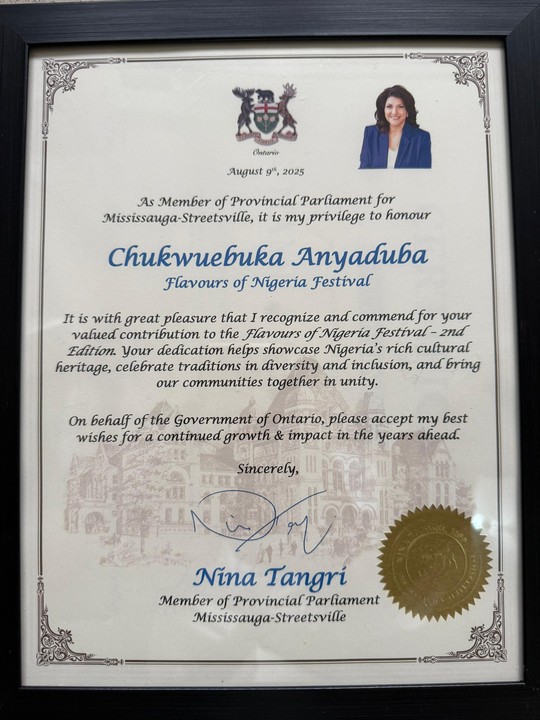 Ontario
August 9th, 2025
As Member of Provincial Parliament for
Mississauga-Streetsville, it is my privilege to honour
Chukwuebuka Anyaduba
Flavours of Nigeria Festival
It is with great pleasure that I recognize and commend for your
valued contribution to the Flavours of Nigeria Festival – 2nd
Edition. Your dedication helps showcase Nigeria's rich cultural
heritage, celebrate traditions in diversity and inclusion, and bring
our communities together in unity.
On behalf of the Government of Ontario, please accept my best
wishes for a continued growth & impact in the years ahead.
Sincerely,
Nina Tangri
Member of Provincial Parliament
Mississauga-Streetsville